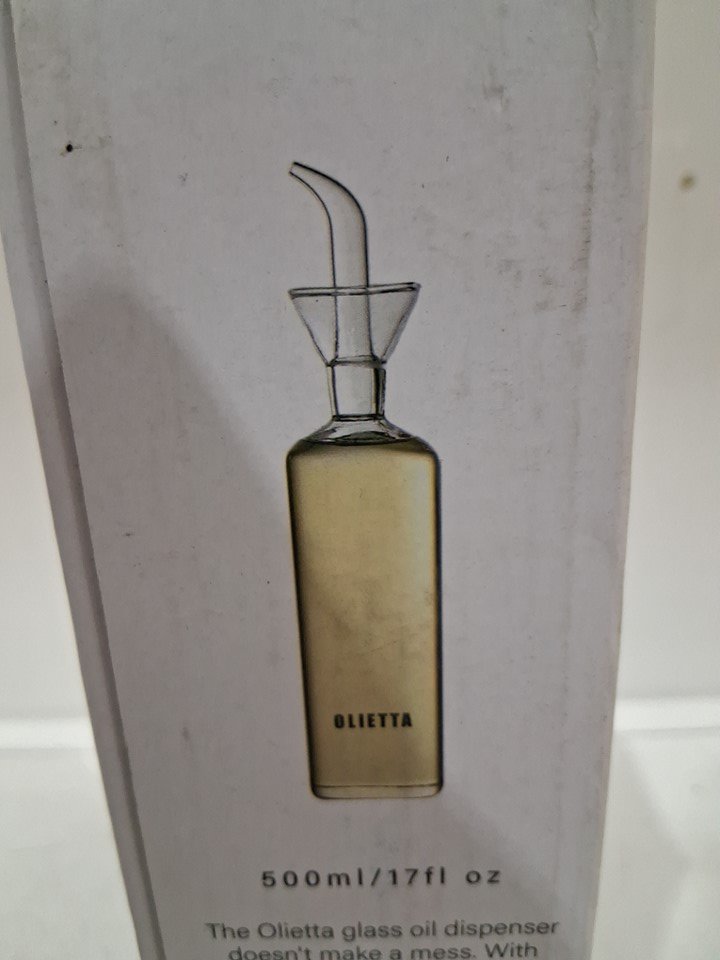 OLIETTA
500ml/17fl oz
The Olietta glass oil dispenser
doesn't make a mess. With